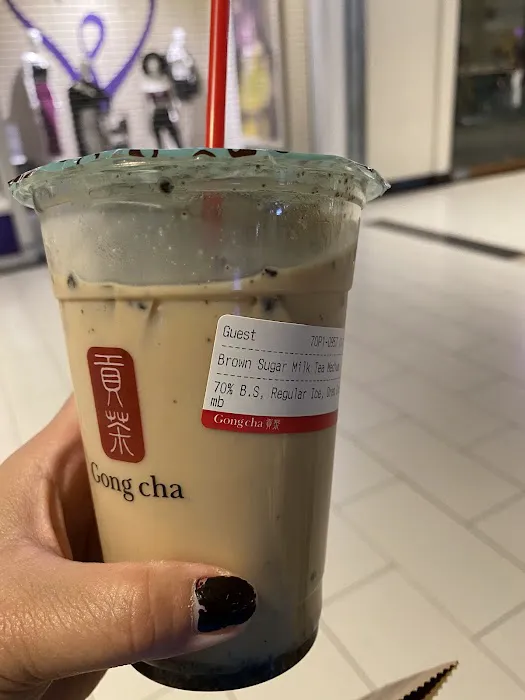 Guest
Brown Sugar Milk Tea
70% B.S, Regular Ice,
mb
Gong cha 貢茶
貢茶
Gong cha